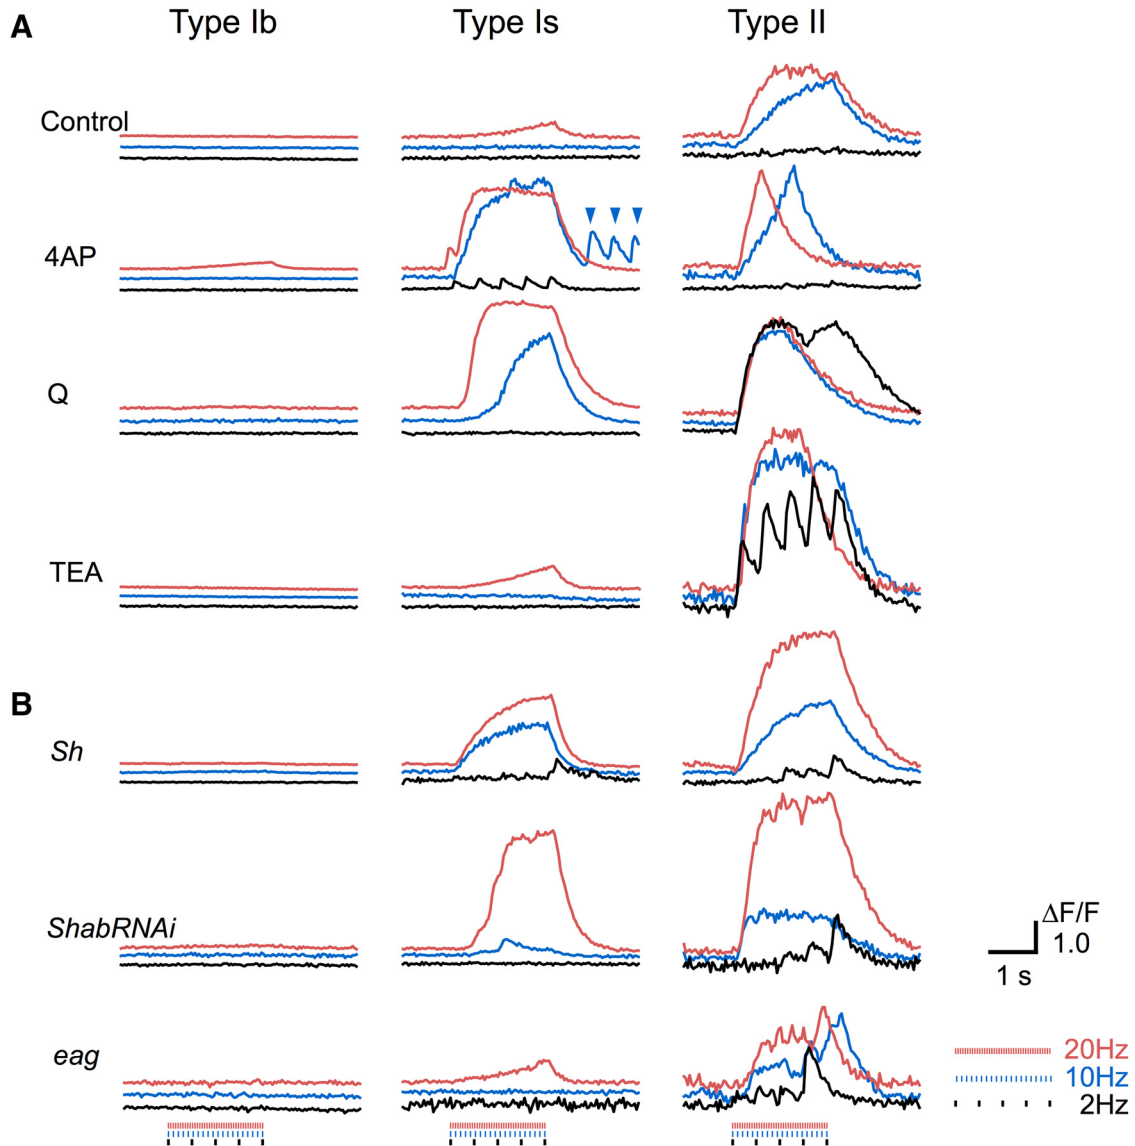 A
Type Ib Type Is Type II
Control
4AP
Q
TEA
B
Sh
ShabRNAi
ΔF/F
1.0
1 s
eag
20Hz
10Hz
2Hz